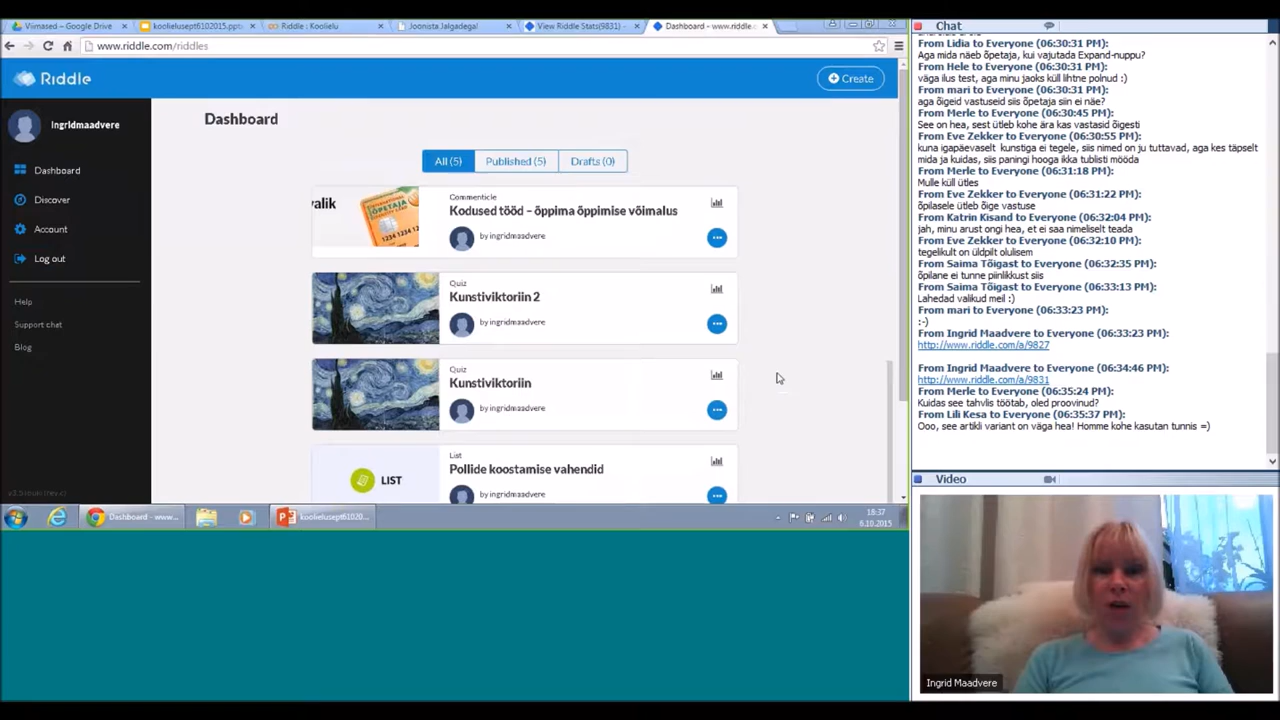 Viimased – Google Drive
koolielusept6102015.ppt
Riddle : Koolielu
Joonista Jalgadega!
View Riddle Stats(9831) -
Dashboard - www.riddle.
www.riddle.com/riddles
Riddle
Create
Ingridmaadvere
Dashboard
Discover
Account
Log out
Help
Support chat
Blog
Dashboard
All (5)
Published (5)
Drafts (0)
valik
ÕPETAJA
1234 1234 1234
Commenticle
Kodused tööd – õppima õppimise võimalus
by ingridmaadvere
Quiz
Kunstiviktoriin 2
by ingridmaadvere
Quiz
Kunstiviktoriin
by ingridmaadvere
LIST
List
Pollide koostamise vahendid
by ingridmaadvere
Dashboard - www...
koolielusept61020...
18:37
6.10.2015
Chat
From Lidia to Everyone (06:30:31 PM):
Aga mida näeb õpetaja, kui vajutada Expand-nuppu?
From Hele to Everyone (06:30:31 PM):
väga ilus test, aga minu jaoks küll lihtne polnud :)
From mari to Everyone (06:30:31 PM):
aga õigeid vastuseid siis õpetaja siin ei näe?
From Merle to Everyone (06:30:45 PM):
See on hea, sest ütleb kohe ära kas vastasid õigesti
From Eve Zekker to Everyone (06:30:55 PM):
kuna igapäevaselt kunstiga ei tegele, siis nimed on ju tuttavad, aga kes täpselt
mida ja kuidas, siis paningi hooga ikka tublisti mööda
From Merle to Everyone (06:31:18 PM):
Mulle küll ütles
From Eve Zekker to Everyone (06:31:22 PM):
õpilasele ütleb õige vastuse
From Katrin Kisand to Everyone (06:32:04 PM):
jah, minu arust ongi hea, et ei saa nimeliselt teada
From Eve Zekker to Everyone (06:32:10 PM):
tegelikult on üldpilt olulisem
From Saima Tõigast to Everyone (06:32:35 PM):
õpilane ei tunne piinlikkust siis
From Saima Tõigast to Everyone (06:33:13 PM):
Lahedad valikud meil :)
From mari to Everyone (06:33:23 PM):
:-)
From Ingrid Maadvere to Everyone (06:33:23 PM):
http://www.riddle.com/a/9827
From Ingrid Maadvere to Everyone (06:34:46 PM):
http://www.riddle.com/a/9831
From Merle to Everyone (06:35:24 PM):
Kuidas see tahvlis töötab, oled proovinud?
From Lili Kesa to Everyone (06:35:37 PM):
Ooo, see artikli variant on väga hea! Homme kohe kasutan tunnis =)
Video
Ingrid Maadvere